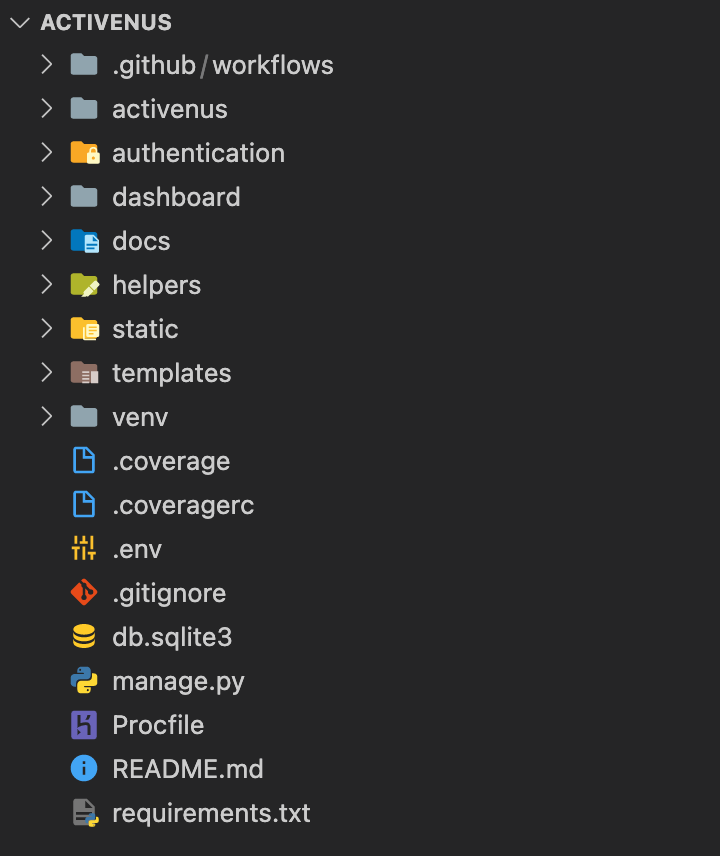 ACTIVENUS
.github/workflows
activenus
authentication
dashboard
docs
helpers
static
templates
venv
.coverage
.coveragerc
.env
.gitignore
db.sqlite3
manage.py
Procfile
README.md
requirements.txt